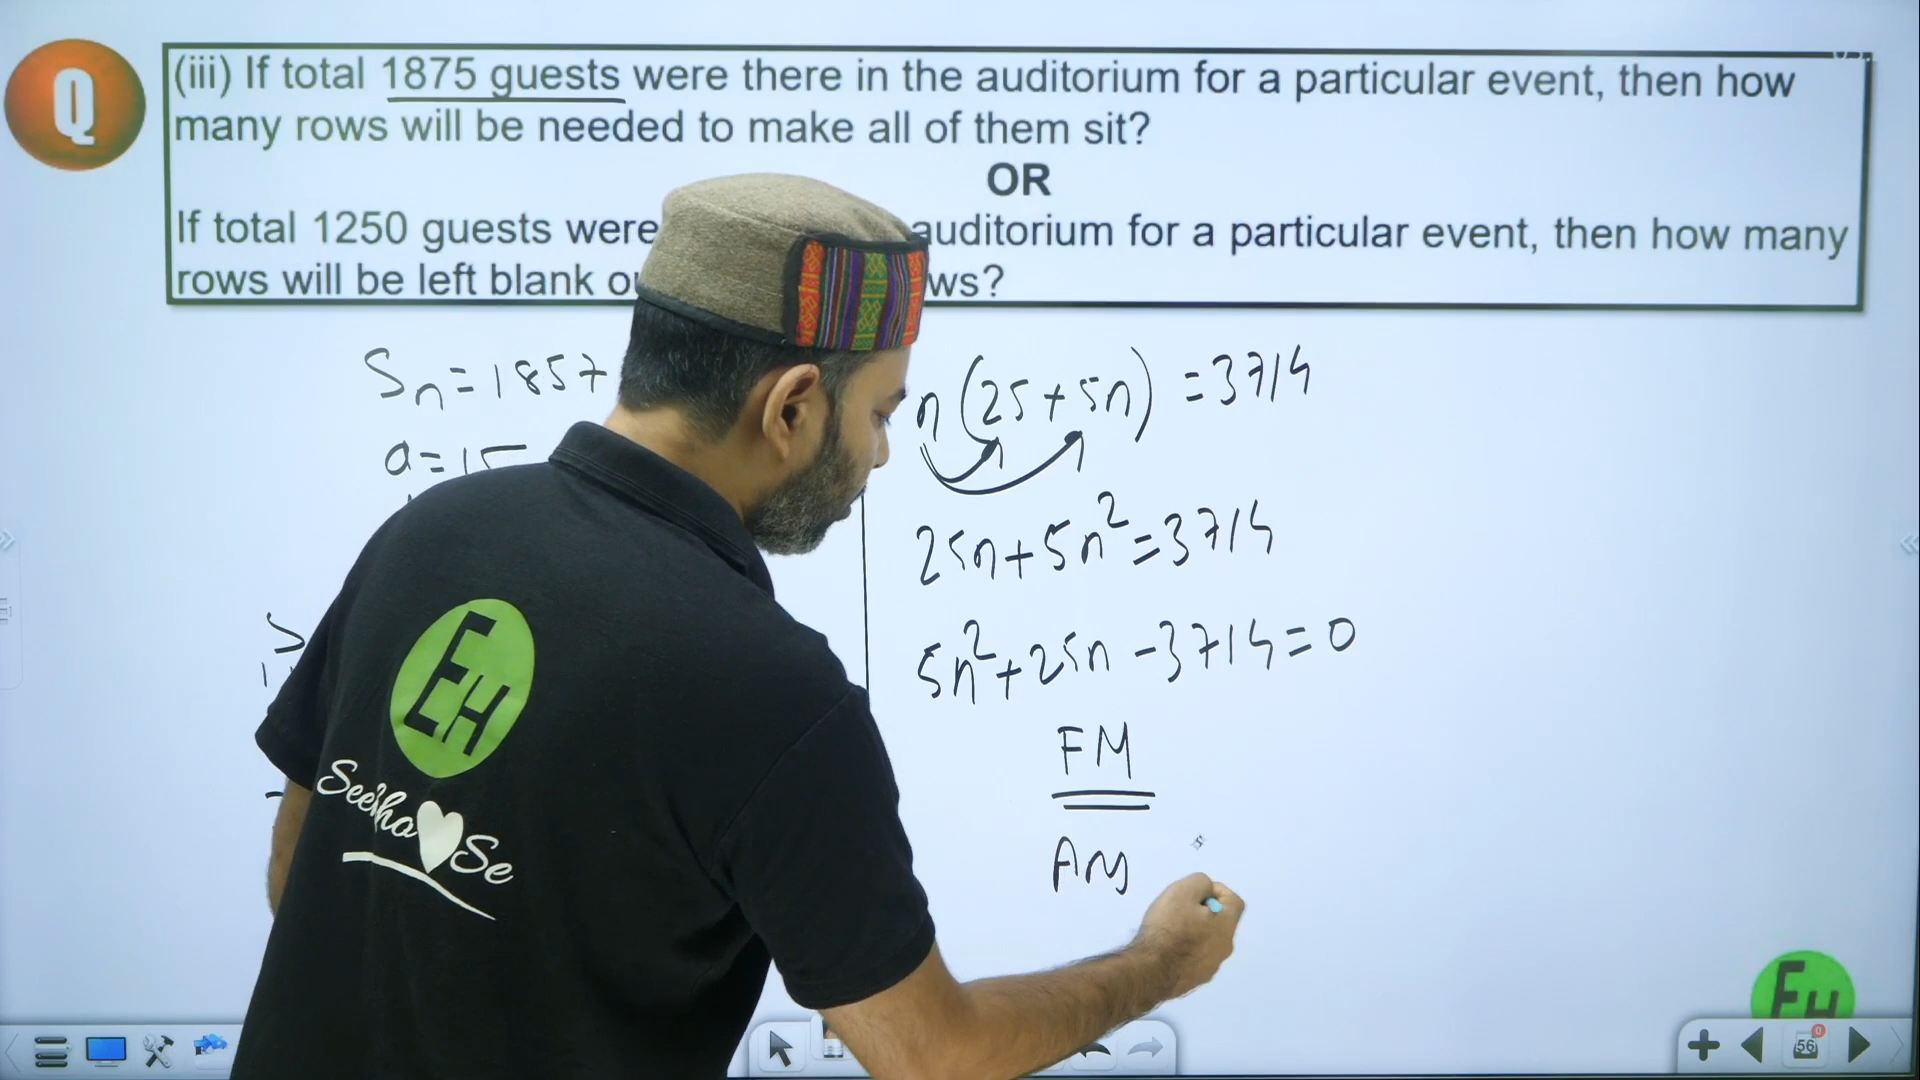 Q
(iii) If total 1875 guests were there in the auditorium for a particular event, then how
many rows will be needed to make all of them sit?
OR
If total 1250 guests were auditorium for a particular event, then how many
rows will be left blank ws?
Sn=1857
a=15
n(25+5n)=3714
25n+5n²=3714
5n²+25n-3714=0
FM
EH
Seekho Se
EH
56